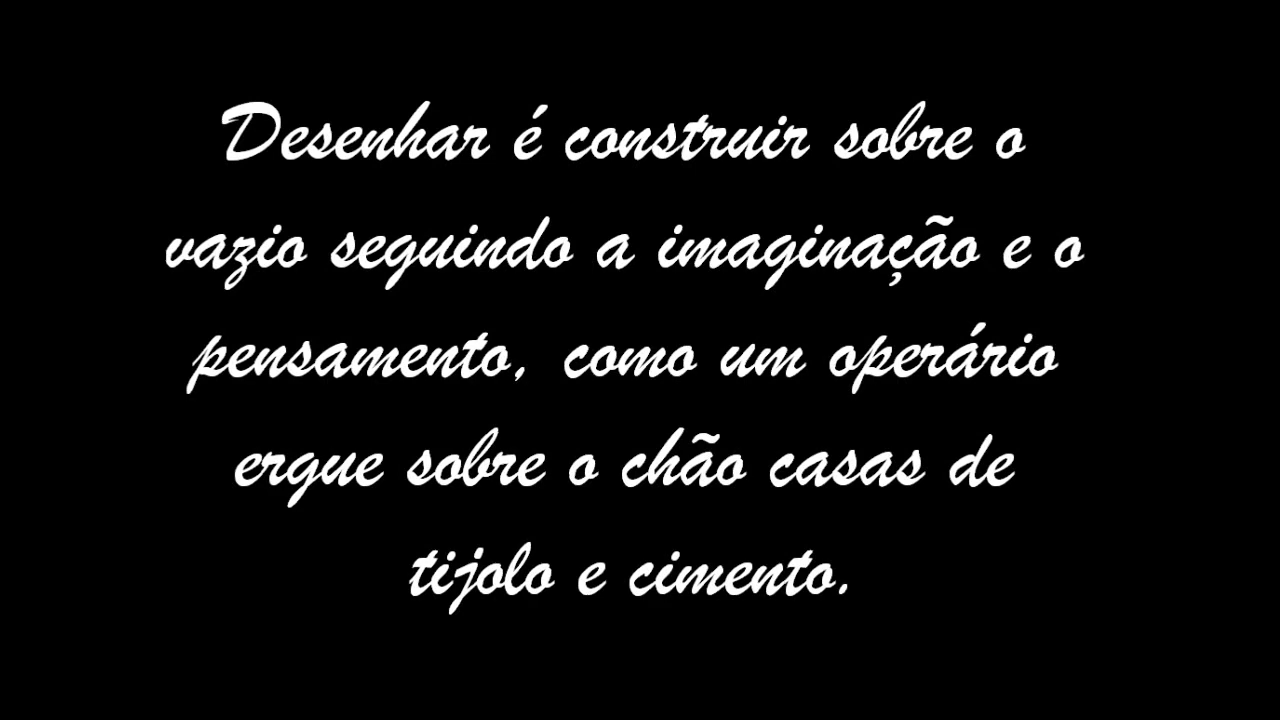 Desenhar é construir sobre o
vazio seguindo a imaginação e o
pensamento, como um operário
ergue sobre o chão casas de
tijolo e cimento.